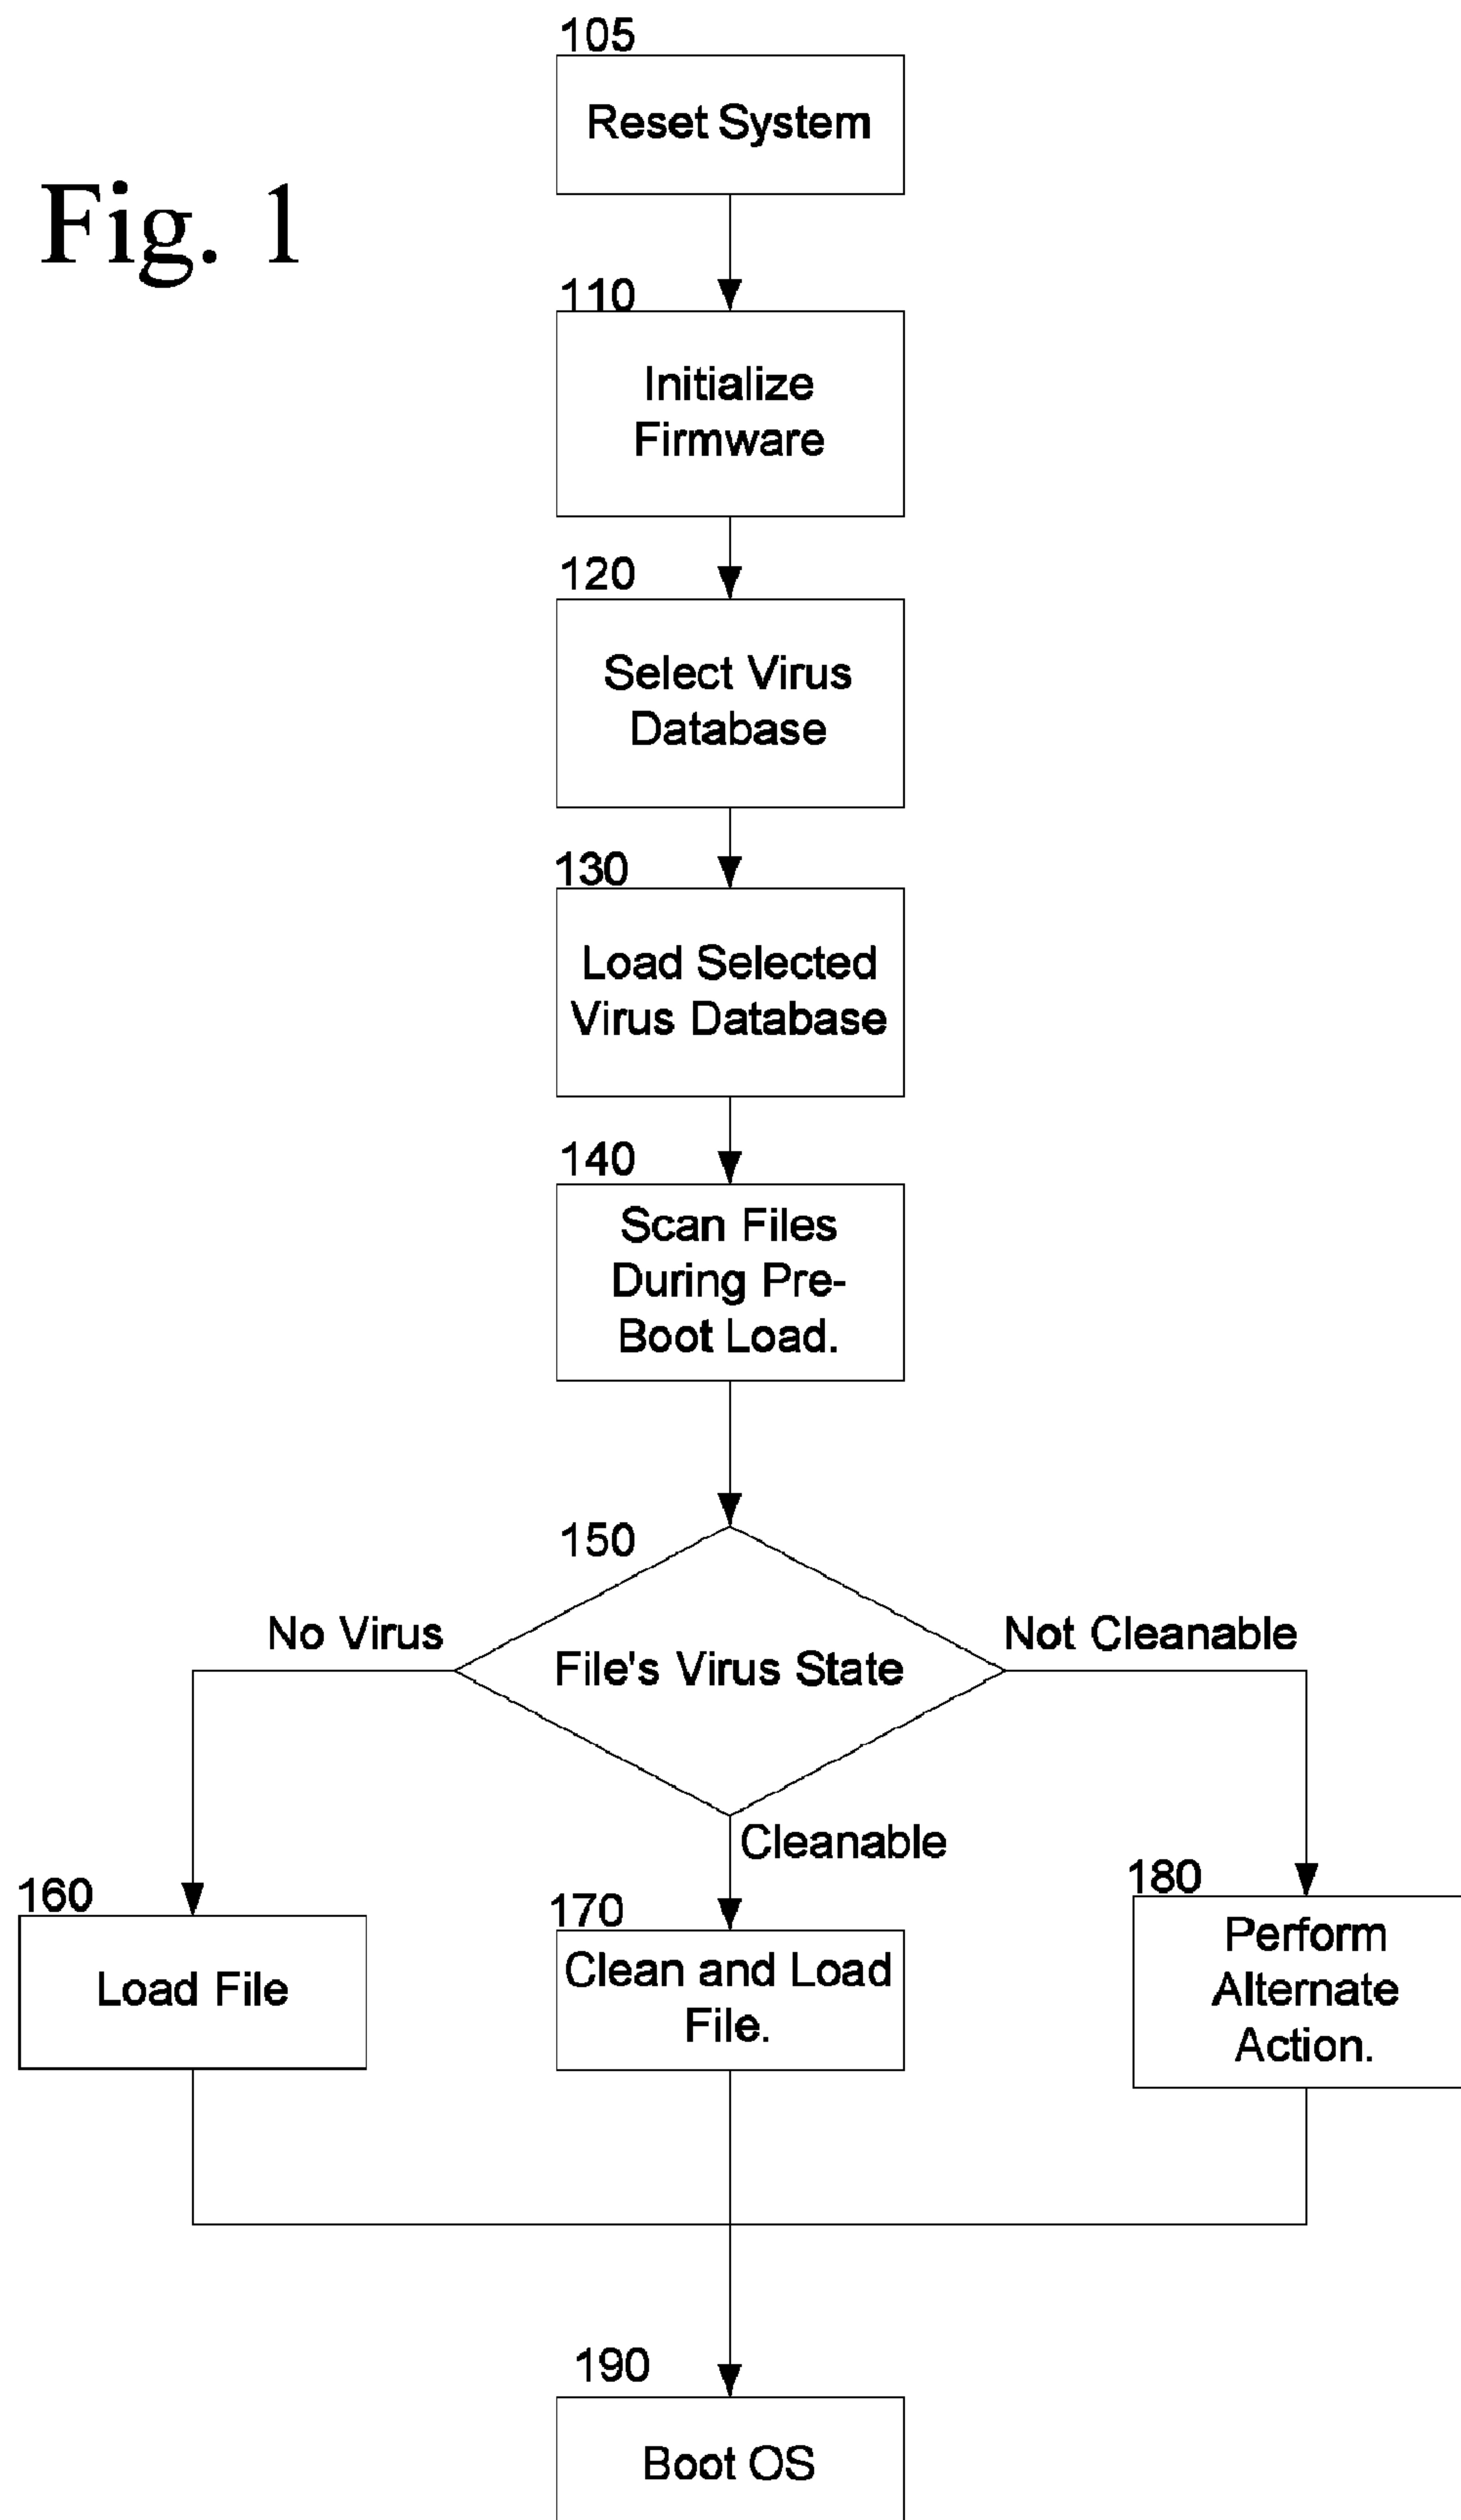 105
Reset System
Fig. 1
110
Initialize
Firmware
120
Select Virus
Database
130
Load Selected
Virus Database
140
Scan Files
During Pre-
Boot Load.
150
No Virus
File's Virus State
Not Cleanable
Cleanable
160
Load File
170
Clean and Load
File.
180
Perform
Alternate
Action.
190
Boot OS